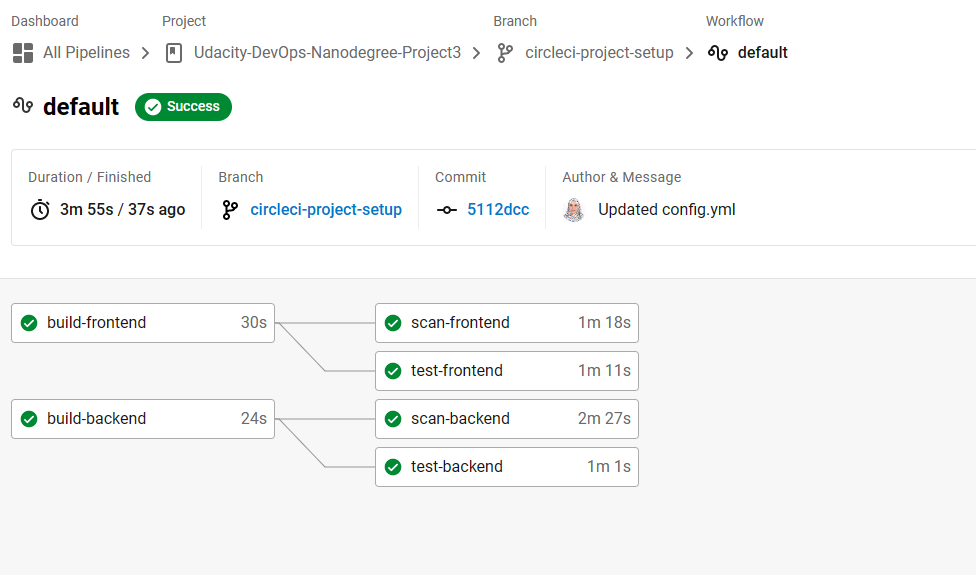 Dashboard Project Branch Workflow
All Pipelines Udacity-DevOps-Nanodegree-Project3 circleci-project-setup default
default Success
Duration / Finished Branch Commit Author & Message
3m 55s / 37s ago circleci-project-setup 5112dcc Updated config.yml
build-frontend 30s scan-frontend 1m 18s
test-frontend 1m 11s
build-backend 24s scan-backend 2m 27s
test-backend 1m 1s